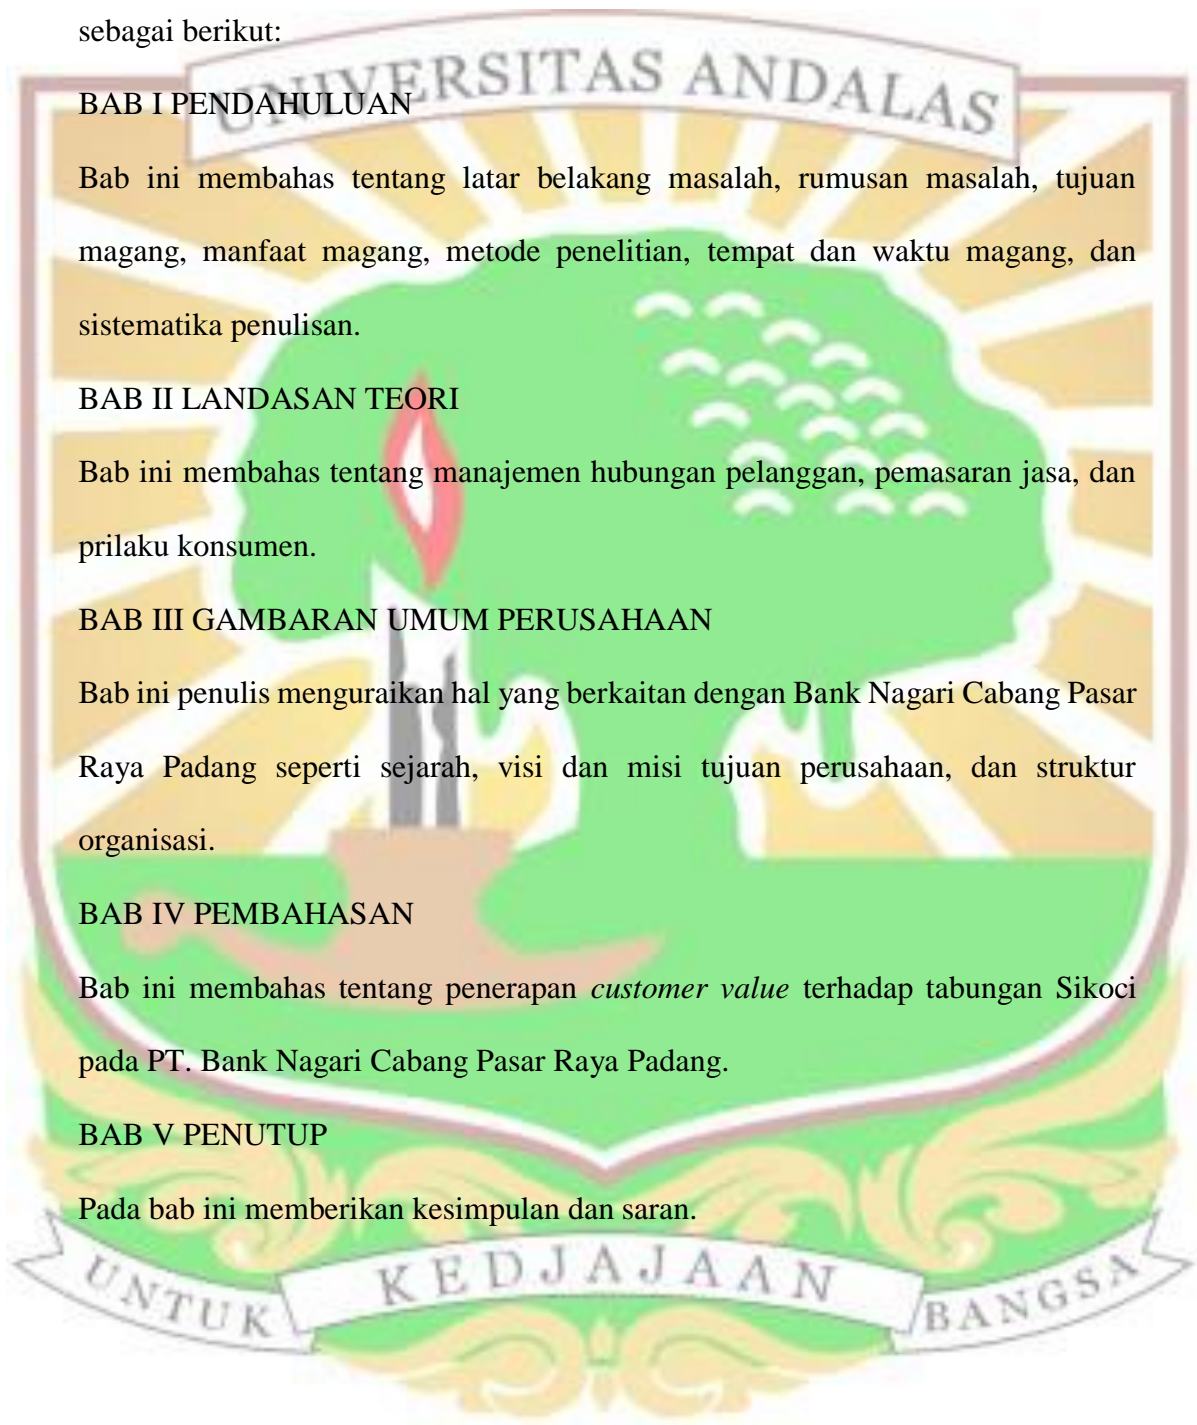 sebagai berikut:
UNIVERSITAS ANDALAS
BAB I PENDAHULUAN
Bab ini membahas tentang latar belakang masalah, rumusan masalah, tujuan
magang, manfaat magang, metode penelitian, tempat dan waktu magang, dan
sistematika penulisan.
BAB II LANDASAN TEORI
Bab ini membahas tentang manajemen hubungan pelanggan, pemasaran jasa, dan
prilaku konsumen.
BAB III GAMBARAN UMUM PERUSAHAAN
Bab ini penulis menguraikan hal yang berkaitan dengan Bank Nagari Cabang Pasar
Raya Padang seperti sejarah, visi dan misi tujuan perusahaan, dan struktur
organisasi.
BAB IV PEMBAHASAN
Bab ini membahas tentang penerapan customer value terhadap tabungan Sikoci
pada PT. Bank Nagari Cabang Pasar Raya Padang.
BAB V PENUTUP
Pada bab ini memberikan kesimpulan dan saran.
UNTUK KEDJAJAAN BANGSA